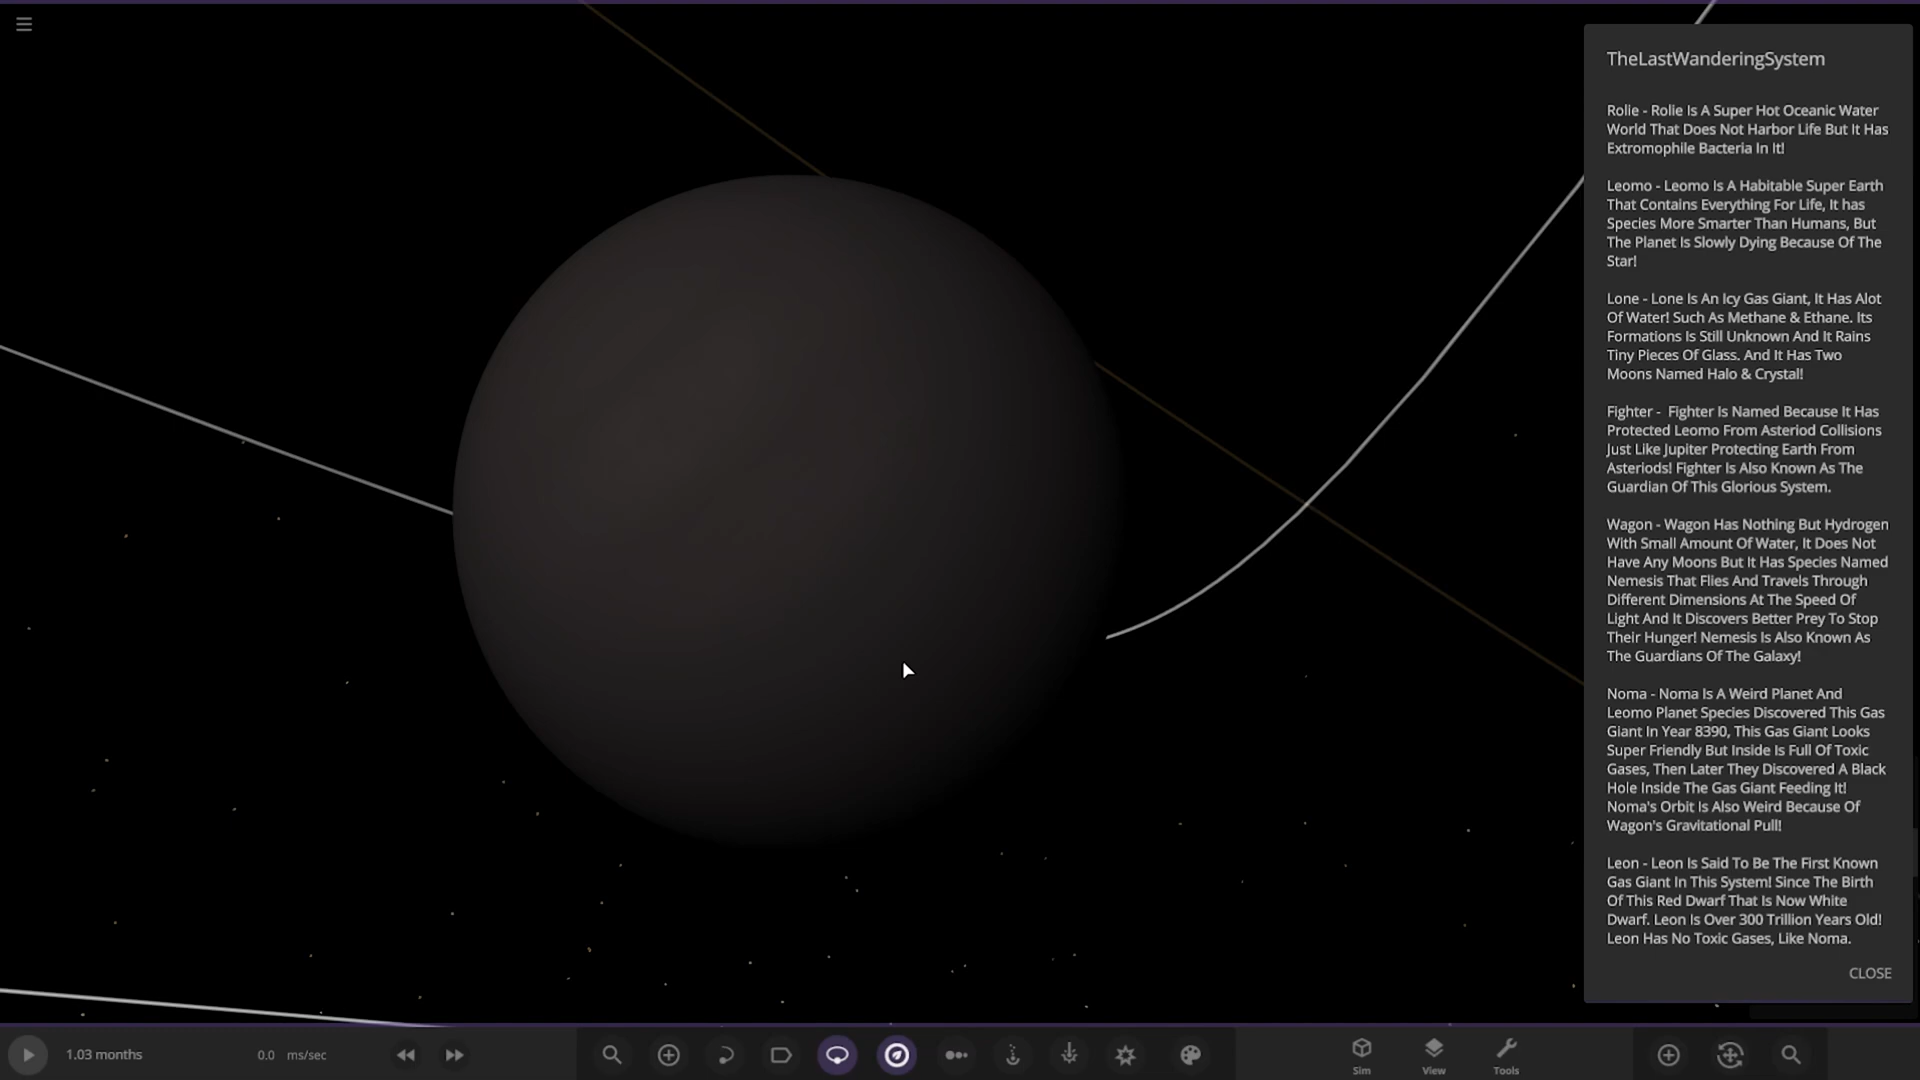 TheLastWanderingSystem
Rolie - Rolie Is A Super Hot Oceanic Water
World That Does Not Harbor Life But It Has
Extromophile Bacteria In It!
Leomo - Leomo Is A Habitable Super Earth
That Contains Everything For Life, It has
Species More Smarter Than Humans, But
The Planet Is Slowly Dying Because Of The
Star!
Lone - Lone Is An Icy Gas Giant, It Has Alot
Of Water! Such As Methane & Ethane. Its
Formations Is Still Unknown And It Rains
Tiny Pieces Of Glass. And It Has Two
Moons Named Halo & Crystal!
Fighter -  Fighter Is Named Because It Has
Protected Leomo From Asteriod Collisions
Just Like Jupiter Protecting Earth From
Asteriods! Fighter Is Also Known As The
Guardian Of This Glorious System.
Wagon - Wagon Has Nothing But Hydrogen
With Small Amount Of Water, It Does Not
Have Any Moons But It Has Species Named
Nemesis That Flies And Travels Through
Different Dimensions At The Speed Of
Light And It Discovers Better Prey To Stop
Their Hunger! Nemesis Is Also Known As
The Guardians Of The Galaxy!
Noma - Noma Is A Weird Planet And
Leomo Planet Species Discovered This Gas
Giant In Year 8390, This Gas Giant Looks
Super Friendly But Inside Is Full Of Toxic
Gases, Then Later They Discovered A Black
Hole Inside The Gas Giant Feeding It!
Noma's Orbit Is Also Weird Because Of
Wagon's Gravitational Pull!
Leon - Leon Is Said To Be The First Known
Gas Giant In This System! Since The Birth
Of This Red Dwarf That Is Now White
Dwarf. Leon Is Over 300 Trillion Years Old!
Leon Has No Toxic Gases, Like Noma.
CLOSE
1.03 months
0.0 ms/sec
Sim
View
Tools